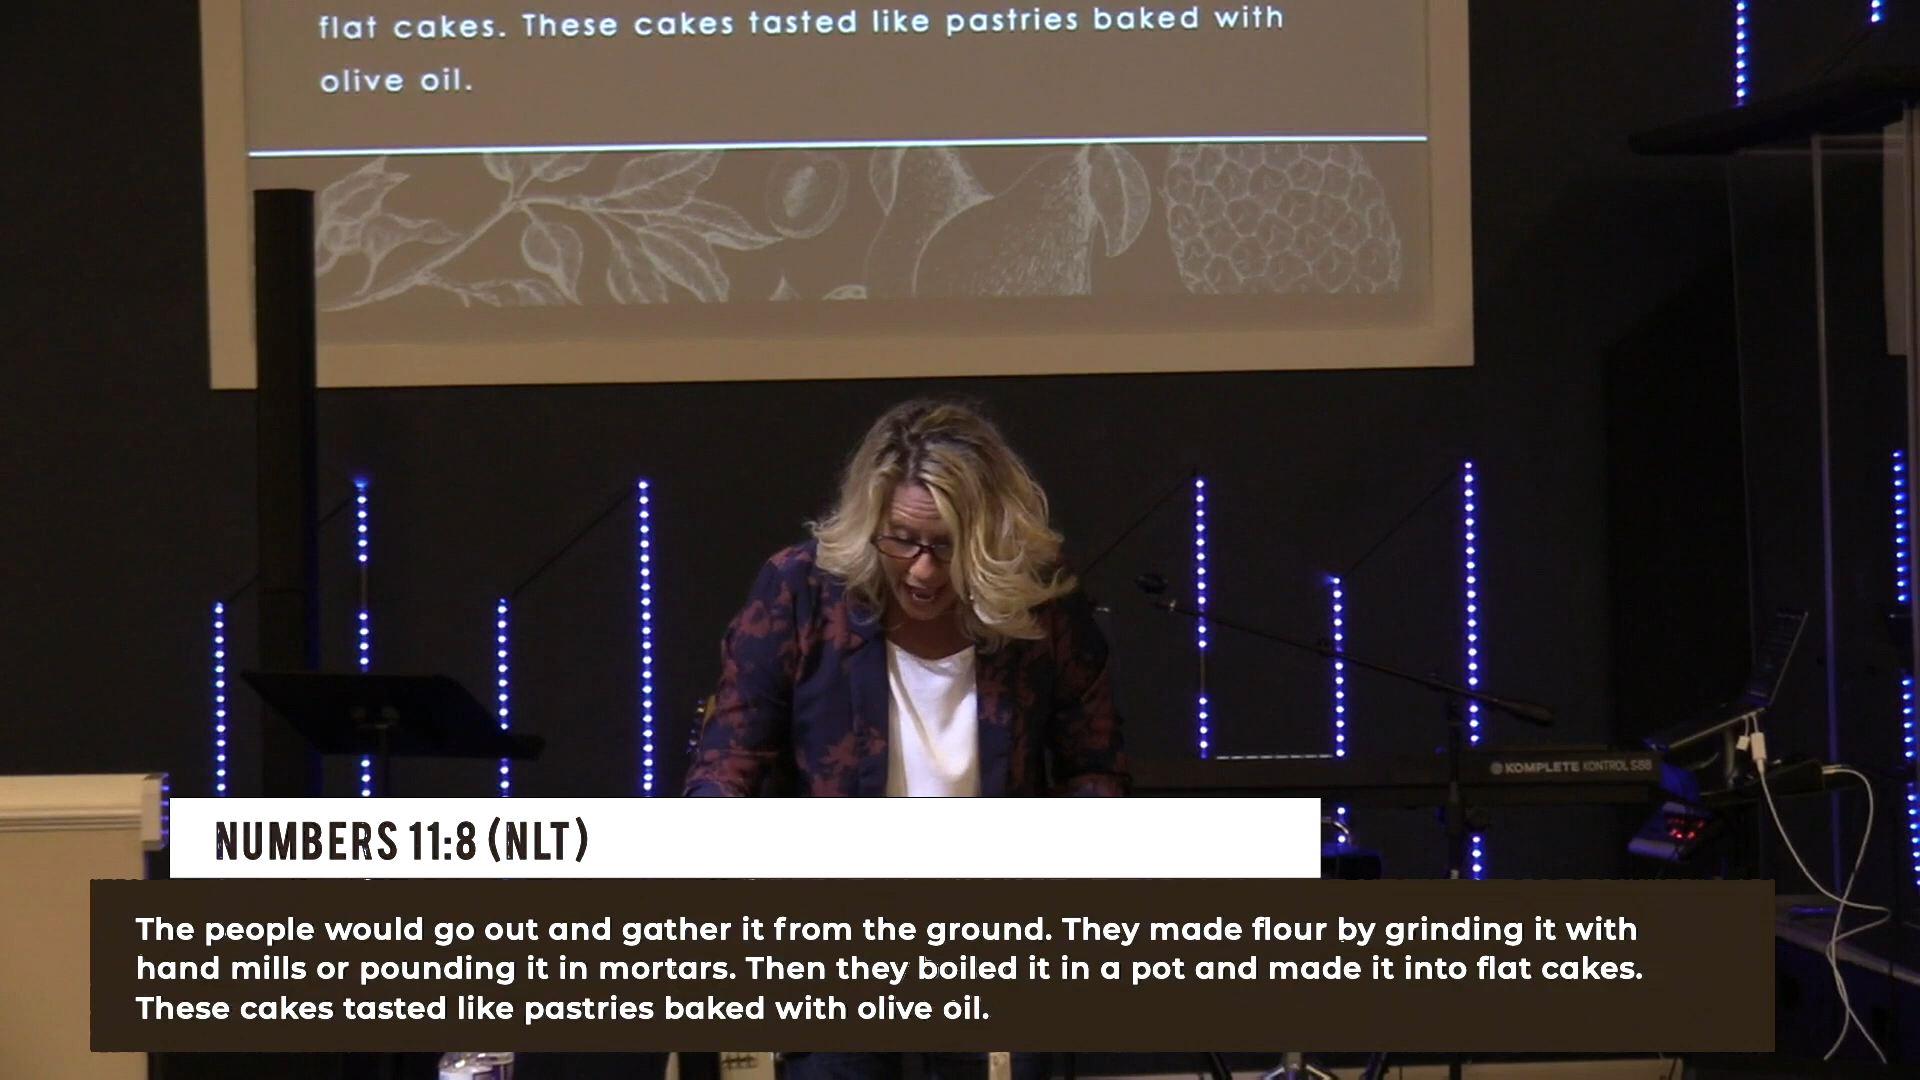 flat cakes. These cakes tasted like pastries baked with
olive oil.
KOMPLETE KONTROL S88
NUMBERS 11:8 (NLT)
The people would go out and gather it from the ground. They made flour by grinding it with
hand mills or pounding it in mortars. Then they boiled it in a pot and made it into flat cakes.
These cakes tasted like pastries baked with olive oil.